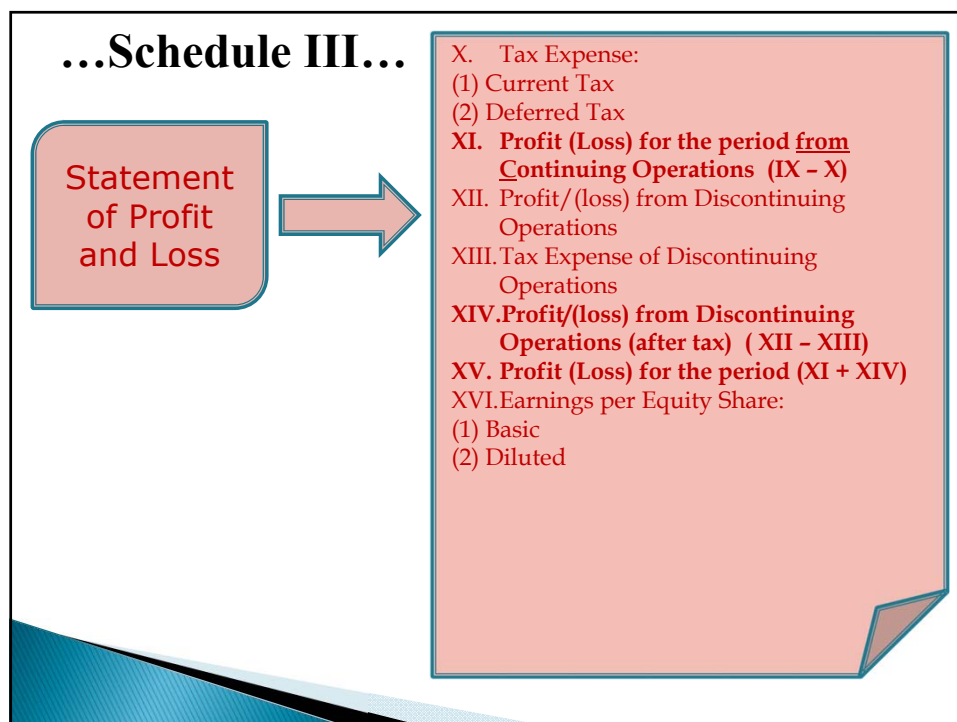 ...Schedule III...
Statement
of Profit
and Loss
X. Tax Expense:
(1) Current Tax
(2) Deferred Tax
XI. Profit (Loss) for the period from
Continuing Operations (IX – X)
XII. Profit/(loss) from Discontinuing
Operations
XIII.Tax Expense of Discontinuing
Operations
XIV.Profit/(loss) from Discontinuing
Operations (after tax) ( XII – XIII)
XV. Profit (Loss) for the period (XI + XIV)
XVI.Earnings per Equity Share:
(1) Basic
(2) Diluted